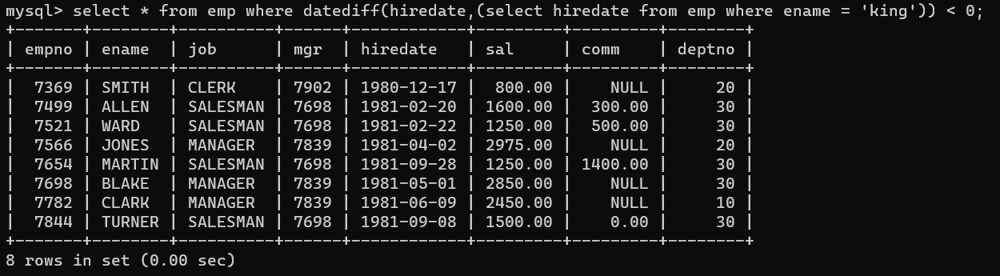 mysql> select * from emp where datediff(hiredate,(select hiredate from emp where ename = 'king')) < 0;
+-------+--------+----------+------+------------+---------+---------+--------+
| empno | ename  | job      | mgr  | hiredate   | sal     | comm    | deptno |
+-------+--------+----------+------+------------+---------+---------+--------+
|  7369 | SMITH  | CLERK    | 7902 | 1980-12-17 |  800.00 |    NULL |     20 |
|  7499 | ALLEN  | SALESMAN | 7698 | 1981-02-20 | 1600.00 |  300.00 |     30 |
|  7521 | WARD   | SALESMAN | 7698 | 1981-02-22 | 1250.00 |  500.00 |     30 |
|  7566 | JONES  | MANAGER  | 7839 | 1981-04-02 | 2975.00 |    NULL |     20 |
|  7654 | MARTIN | SALESMAN | 7698 | 1981-09-28 | 1250.00 | 1400.00 |     30 |
|  7698 | BLAKE  | MANAGER  | 7839 | 1981-05-01 | 2850.00 |    NULL |     30 |
|  7782 | CLARK  | MANAGER  | 7839 | 1981-06-09 | 2450.00 |    NULL |     10 |
|  7844 | TURNER | SALESMAN | 7698 | 1981-09-08 | 1500.00 |    0.00 |     30 |
+-------+--------+----------+------+------------+---------+---------+--------+
8 rows in set (0.00 sec)